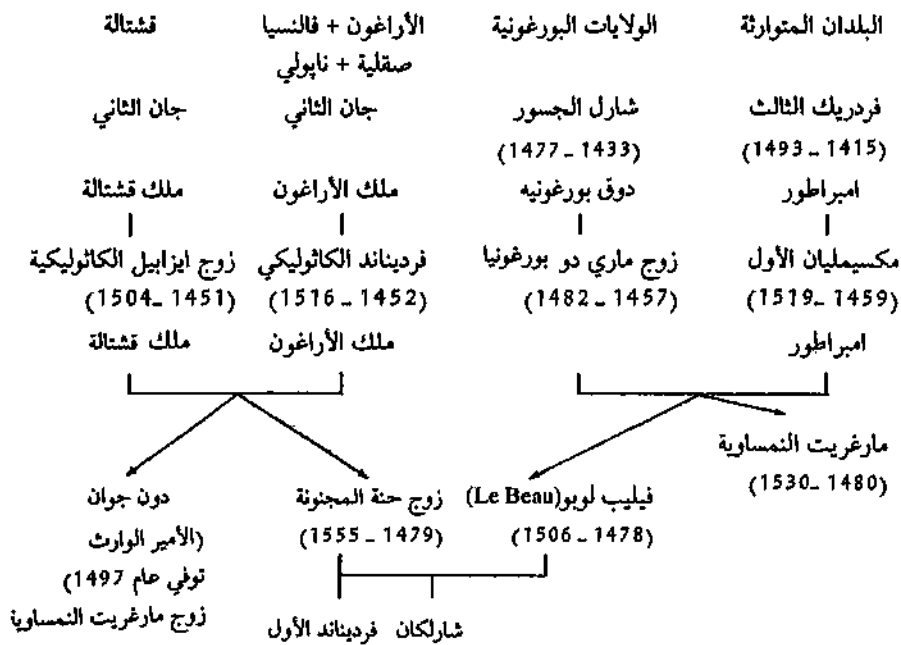 البلدان المتوارثة الولايات البورغونية الأراغون + فالنسيا قشتالة
صقلية + ناپولي
فردريك الثالث شارل الجسور جان الثاني جان الثاني
(1415 – 1493) (1433 – 1477)
امبراطور دوق بورغونيه ملك الأراغون ملك قشتالة
مكسيمليان الأول زوج ماري دو بورغونيا فرديناند الكاثوليكي زوج ايزابيل الكاثوليكية
(1459 – 1519) (1457 – 1482) (1452 – 1516) (1451 – 1504)
امبراطور ملك الأراغون ملك قشتالة
مارغريت النمساوية
(1480 – 1530)
فيليب لوبو(Le Beau) زوج حنة المجنونة دون جوان
(1478 – 1506) (1479 – 1555) (الأمير الوارث
توفي عام 1497)
زوج مارغريت النمساوية
شارلكان فرديناند الأول